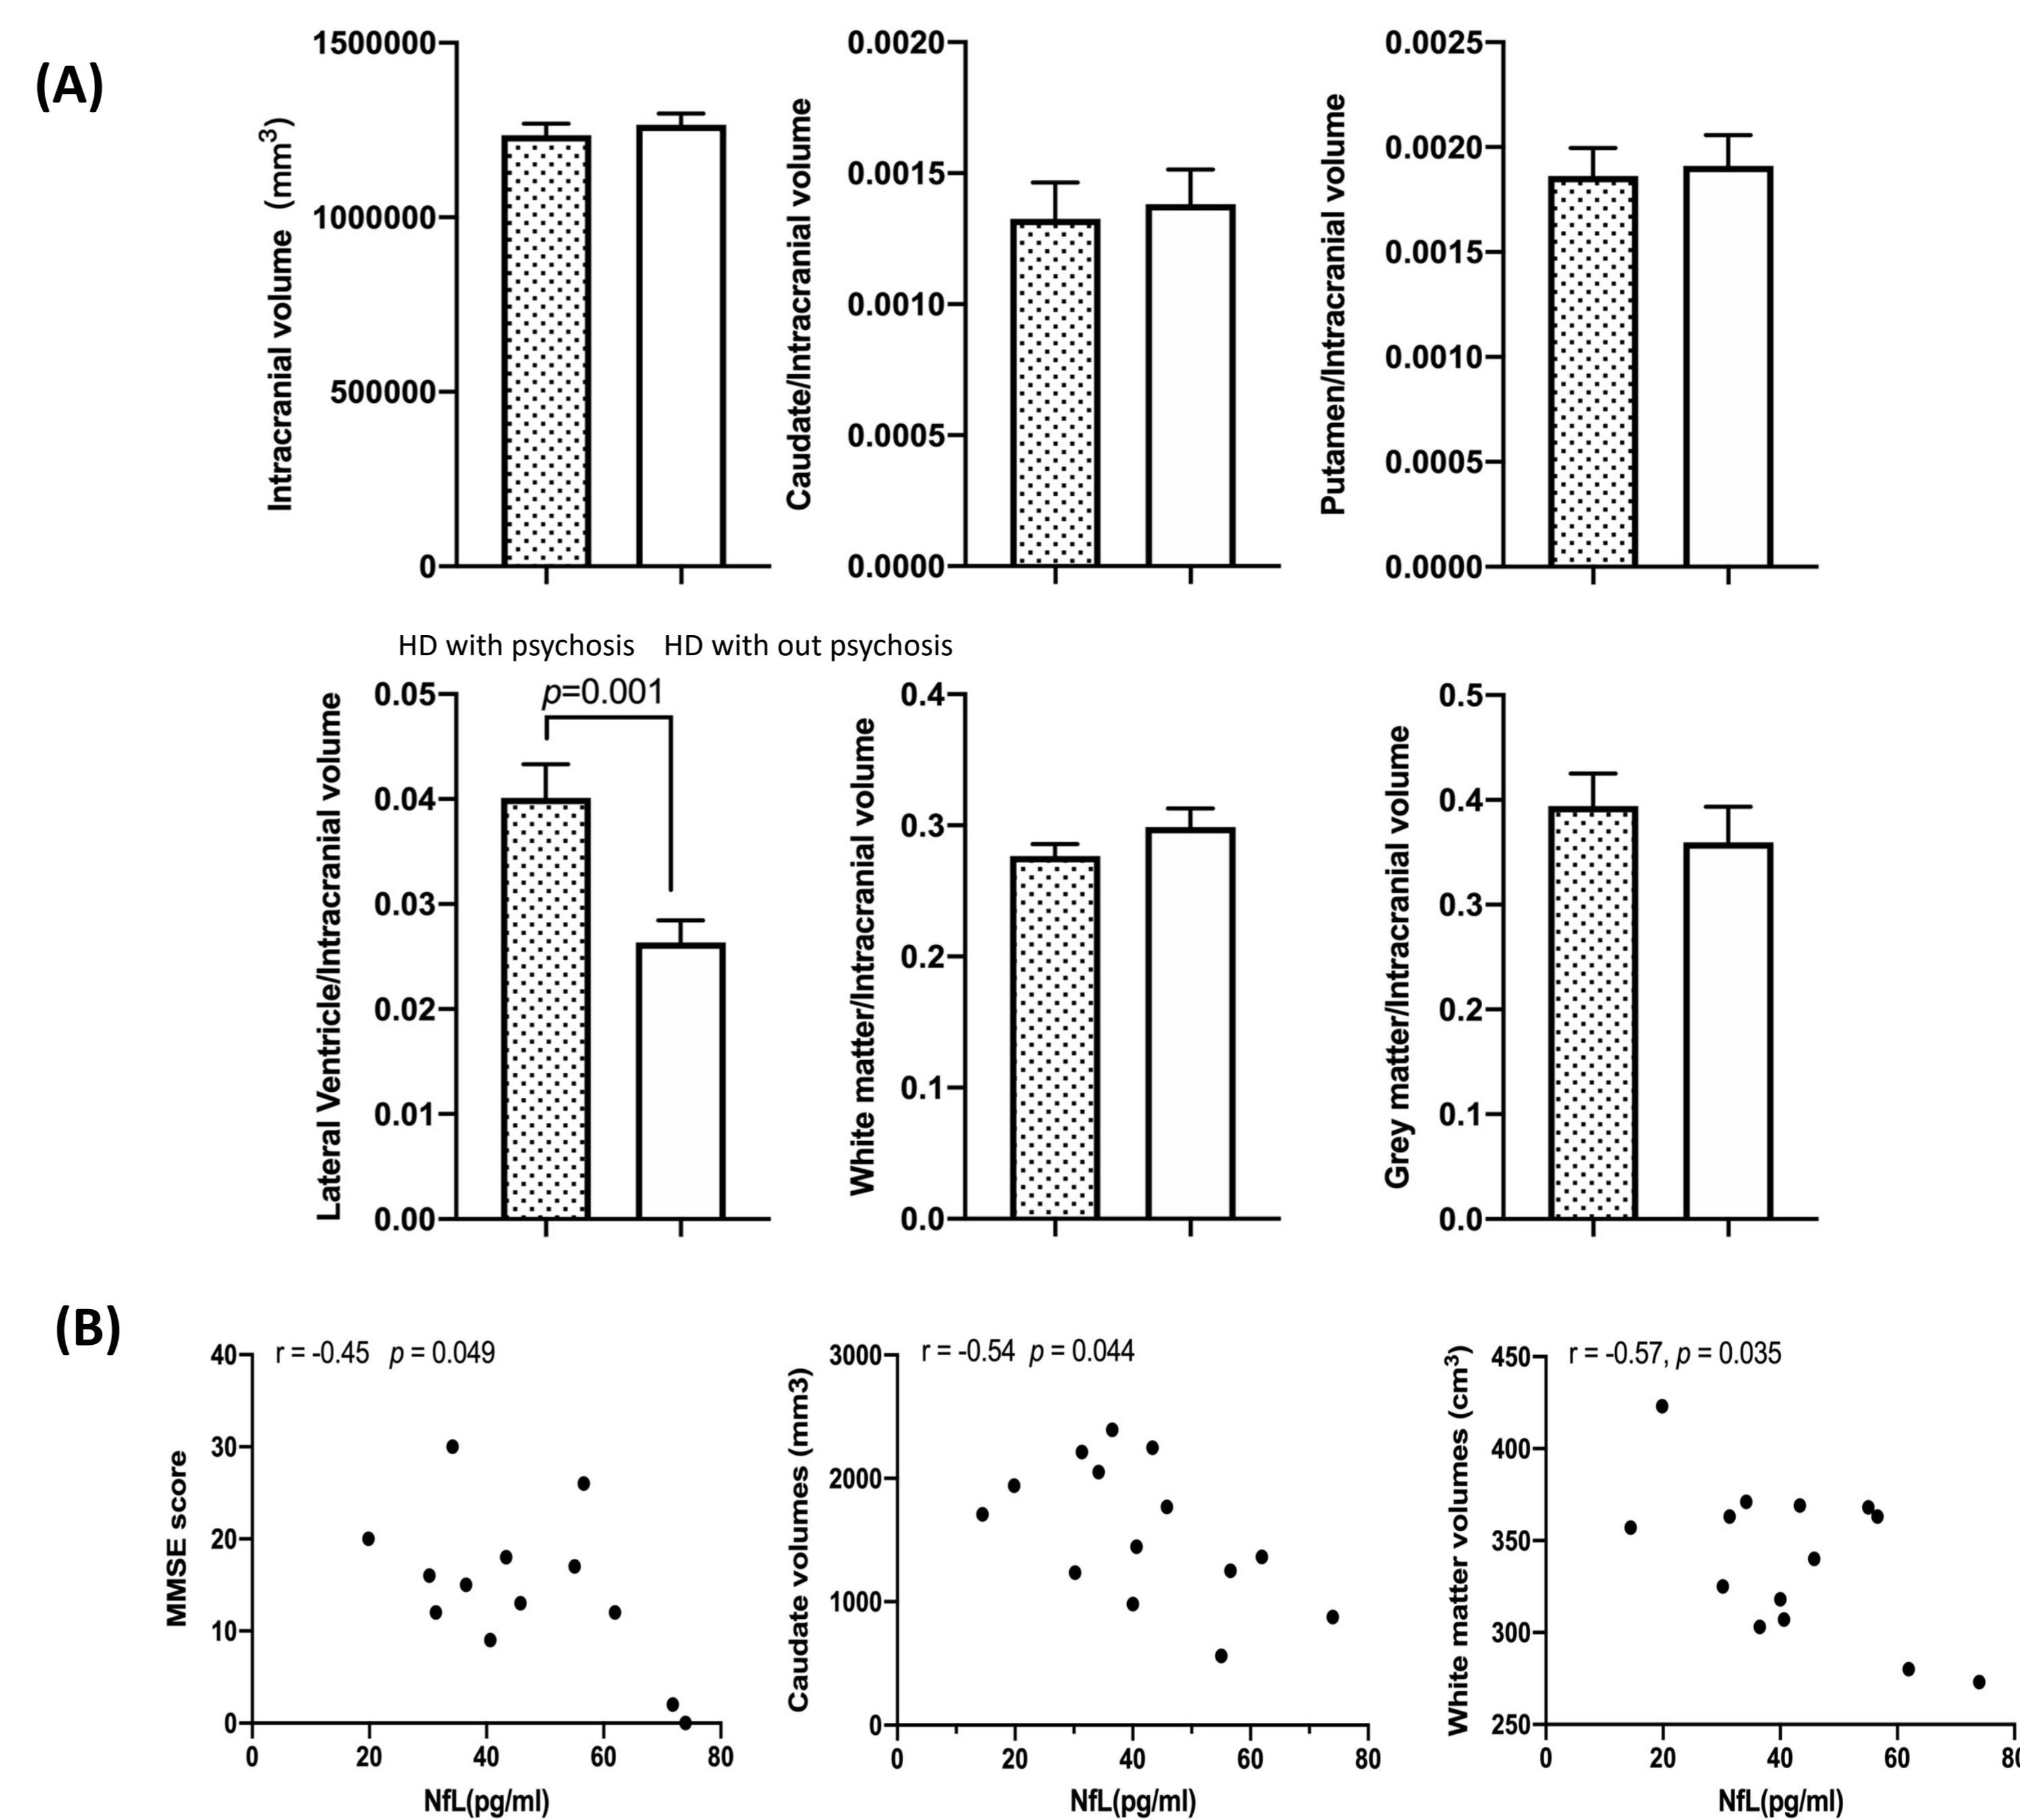 (A)
Intracranial volume (mm³)
1500000
1000000
500000
0
Caudate/Intracranial volume
0.0020
0.0015
0.0010
0.0005
0.0000
Putamen/Intracranial volume
0.0025
0.0020
0.0015
0.0010
0.0005
0.0000
HD with psychosis HD with out psychosis
Lateral Ventricle/Intracranial volume
p=0.001
0.05
0.04
0.03
0.02
0.01
0.00
White matter/Intracranial volume
0.4
0.3
0.2
0.1
0.0
Grey matter/Intracranial volume
0.5
0.4
0.3
0.2
0.1
0.0
(B)
r = -0.45 p = 0.049
MMSE score
40
30
20
10
0
0 20 40 60 80
NfL(pg/ml)
r = -0.54 p = 0.044
Caudate volumes (mm3)
3000
2000
1000
0
0 20 40 60 80
NfL(pg/ml)
r = -0.57, p = 0.035
White matter volumes (cm³)
450
400
350
300
250
0 20 40 60 80
NfL(pg/ml)